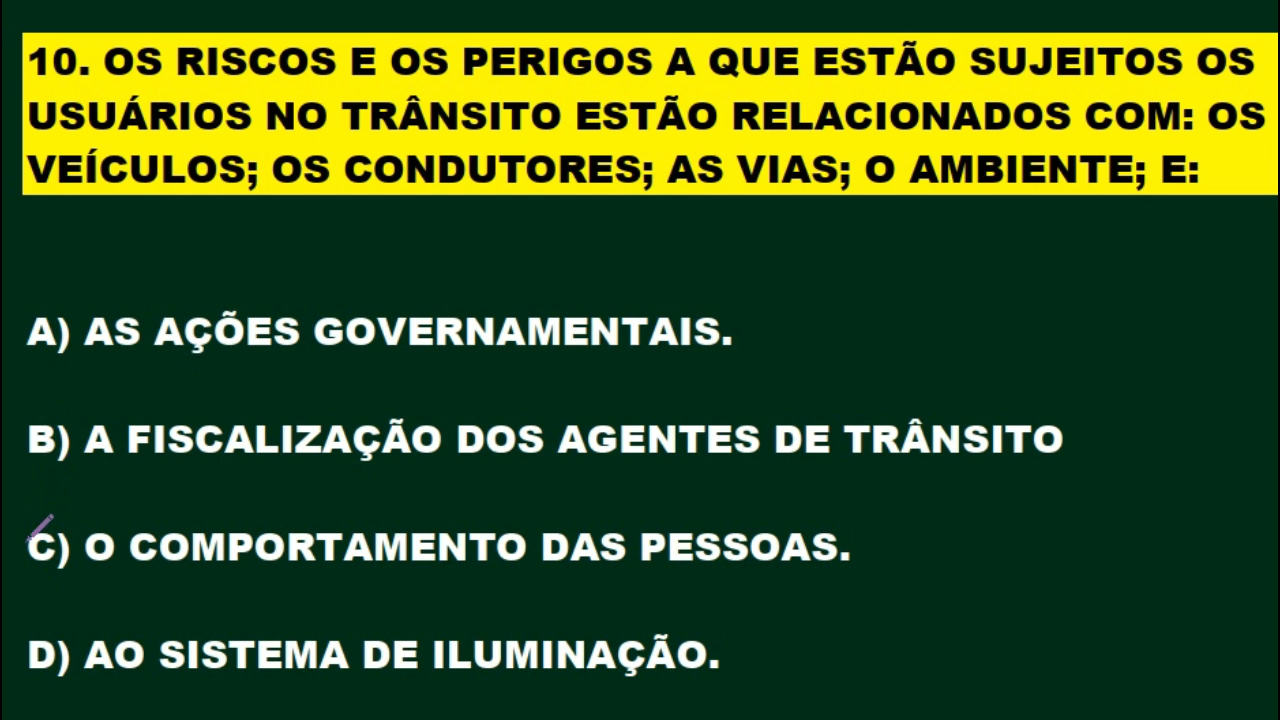 10. OS RISCOS E OS PERIGOS A QUE ESTÃO SUJEITOS OS
USUÁRIOS NO TRÂNSITO ESTÃO RELACIONADOS COM: OS
VEÍCULOS; OS CONDUTORES; AS VIAS; O AMBIENTE; E:
A) AS AÇÕES GOVERNAMENTAIS.
B) A FISCALIZAÇÃO DOS AGENTES DE TRÂNSITO
C) O COMPORTAMENTO DAS PESSOAS.
D) AO SISTEMA DE ILUMINAÇÃO.